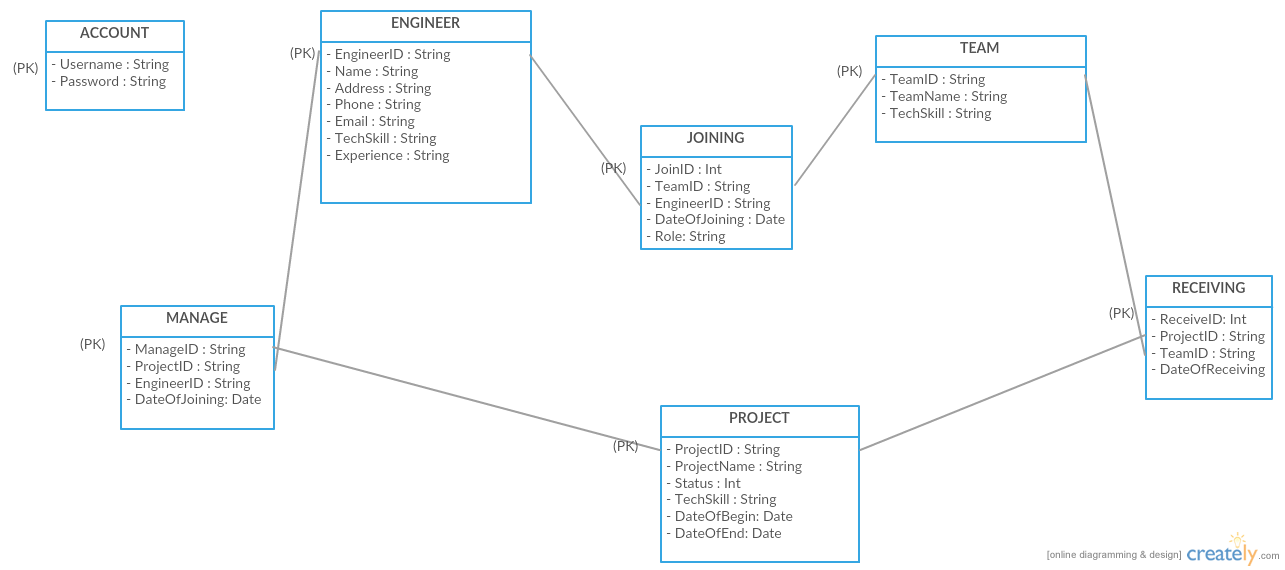 ACCOUNT
(PK)
- Username : String
- Password : String
ENGINEER
(PK)
- EngineerID : String
- Name : String
- Address : String
- Phone : String
- Email : String
- TechSkill : String
- Experience : String
TEAM
(PK)
- TeamID : String
- TeamName : String
- TechSkill : String
JOINING
(PK)
- JoinID : Int
- TeamID : String
- EngineerID : String
- DateOfJoining : Date
- Role: String
RECEIVING
(PK)
- ReceiveID: Int
- ProjectID : String
- TeamID : String
- DateOfReceiving
MANAGE
(PK)
- ManageID : String
- ProjectID : String
- EngineerID : String
- DateOfJoining: Date
PROJECT
(PK)
- ProjectID : String
- ProjectName : String
- Status : Int
- TechSkill : String
- DateOfBegin: Date
- DateOfEnd: Date
[online diagramming & design] creately.com